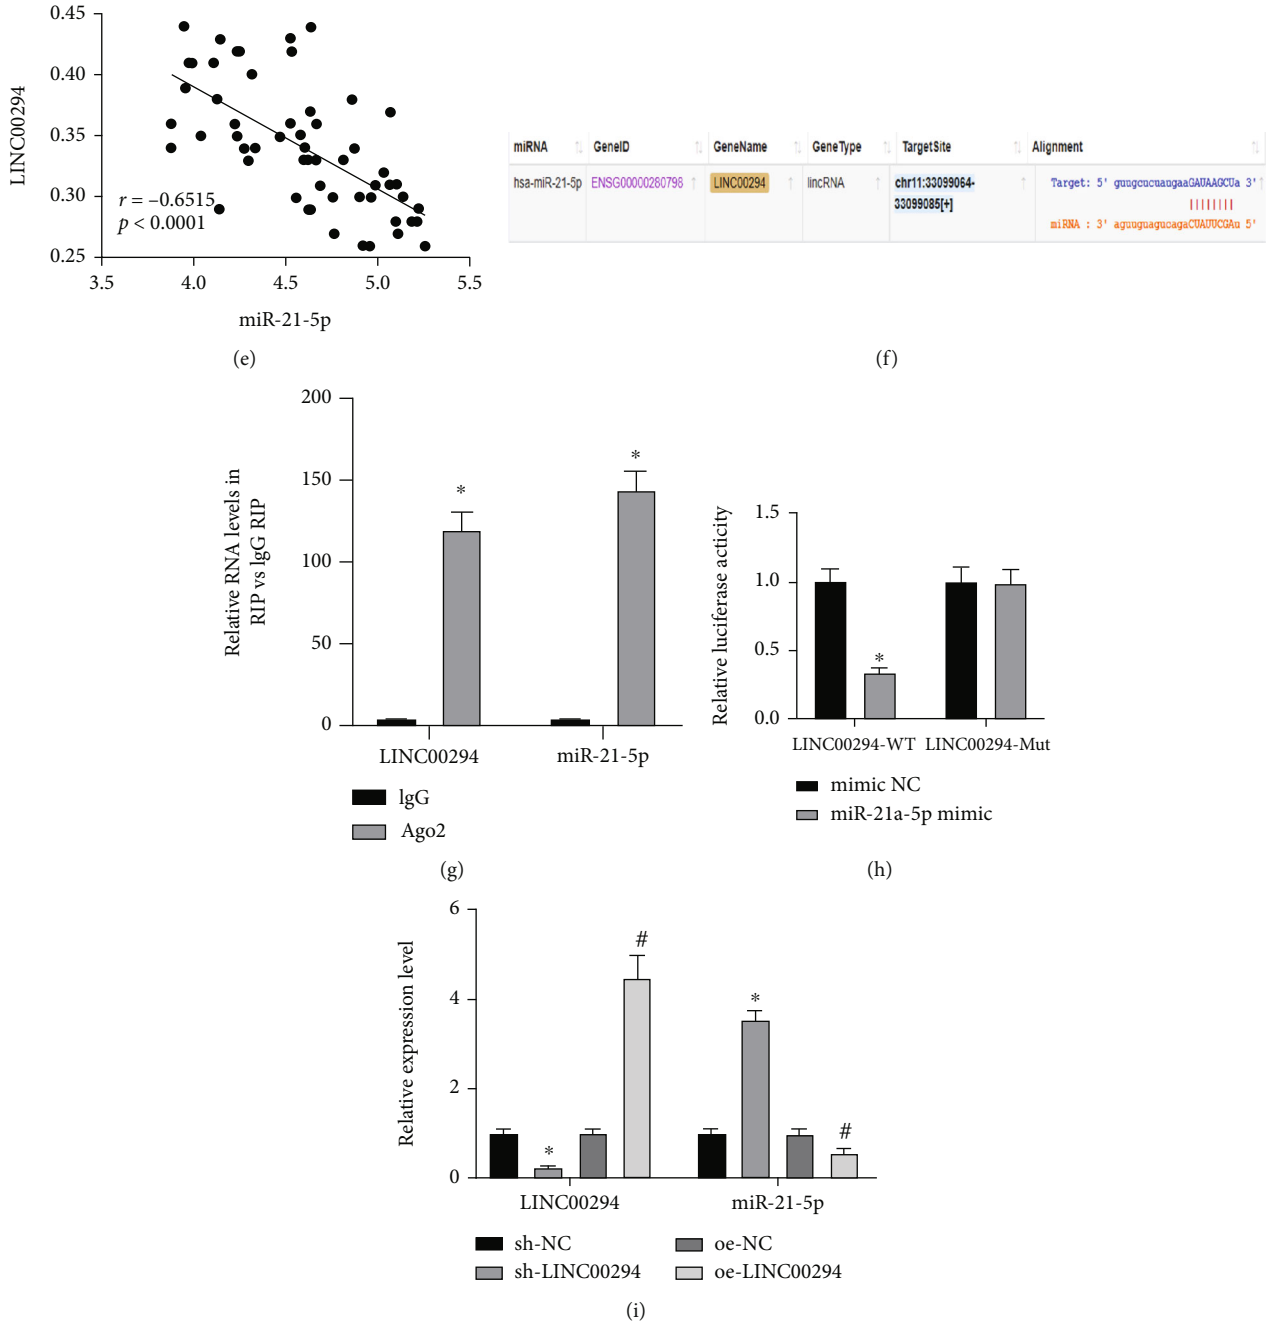 0.45
0.40
0.35
0.30
0.25
LINC00294
r = −0.6515
p < 0.0001
3.5 4.0 4.5 5.0 5.5
miR-21-5p
(e)
miRNA GeneID GeneName GeneType TargetSite Alignment
hsa-miR-21-5p ENSG00000280798 LINC00294 lincRNA chr11:33099064-
33099085[+]
Target: 5' guugcucuaugaaGAUAAGCUa 3'
miRNA : 3' aguuguagucagaCUAUUCGAu 5'
(f)
200
150
100
50
0
Relative RNA levels in
RIP vs lgG RIP
* *
LINC00294 miR-21-5p
lgG
Ago2
(g)
1.5
1.0
0.5
0.0
Relative luciferase acticity
*
LINC00294-WT LINC00294-Mut
mimic NC
miR-21a-5p mimic
(h)
6
4
2
0
Relative expression level
* # * #
LINC00294 miR-21-5p
sh-NC oe-NC
sh-LINC00294 oe-LINC00294
(i)